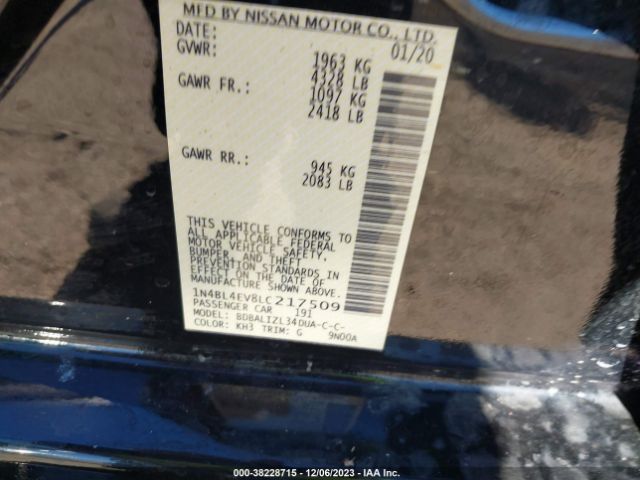 MFD BY NISSAN MOTOR CO., LTD.
DATE: 01/20
GVWR: 1963 KG
4328 LB
GAWR FR.: 1097 KG
2418 LB
GAWR RR.: 945 KG
2083 LB
THIS VEHICLE CONFORMS TO
ALL APPLICABLE FEDERAL
MOTOR VEHICLE SAFETY,
BUMPER, AND THEFT
PREVENTION STANDARDS IN
EFFECT ON THE DATE OF
MANUFACTURE SHOWN ABOVE.
1N4BL4EV8LC217509
PASSENGER CAR 191
MODEL: BDBALIZL34DUA-C-C-
COLOR: KH3 TRIM: G 9N00A
000-38228715 - 12/06/2023 - IAA Inc.